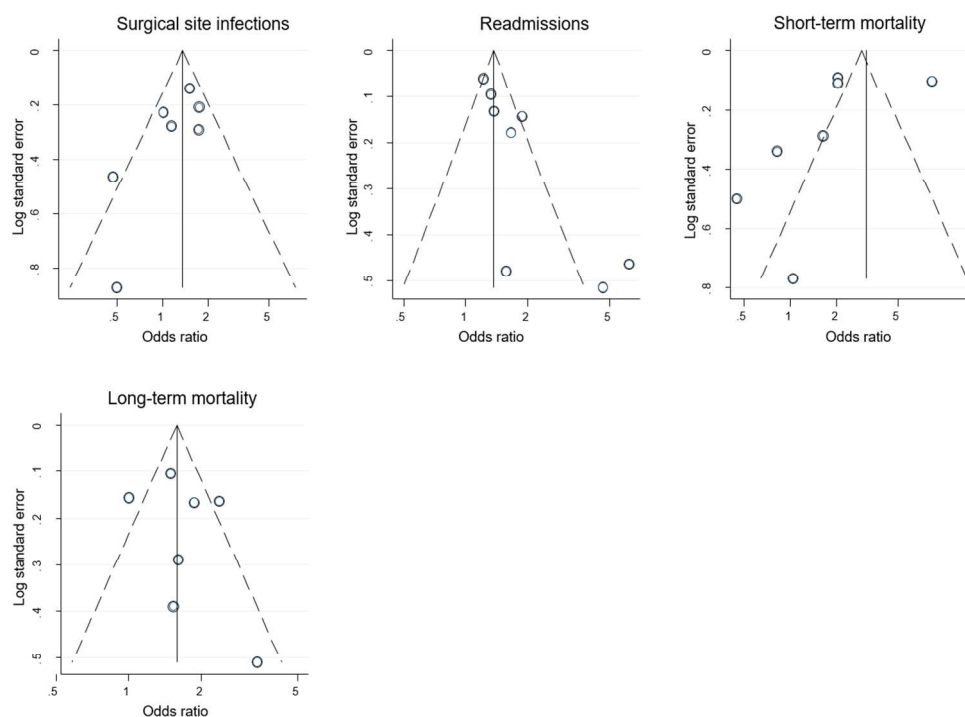 Surgical site infections
0
.2
.4
.6
.8
Log standard error
.5 1 2 5
Odds ratio
Readmissions
0
.1
.2
.3
.4
.5
Log standard error
.5 1 2 5
Odds ratio
Short-term mortality
0
.2
.4
.6
.8
Log standard error
.5 1 2 5
Odds ratio
Long-term mortality
0
.1
.2
.3
.4
.5
Log standard error
.5 1 2 5
Odds ratio